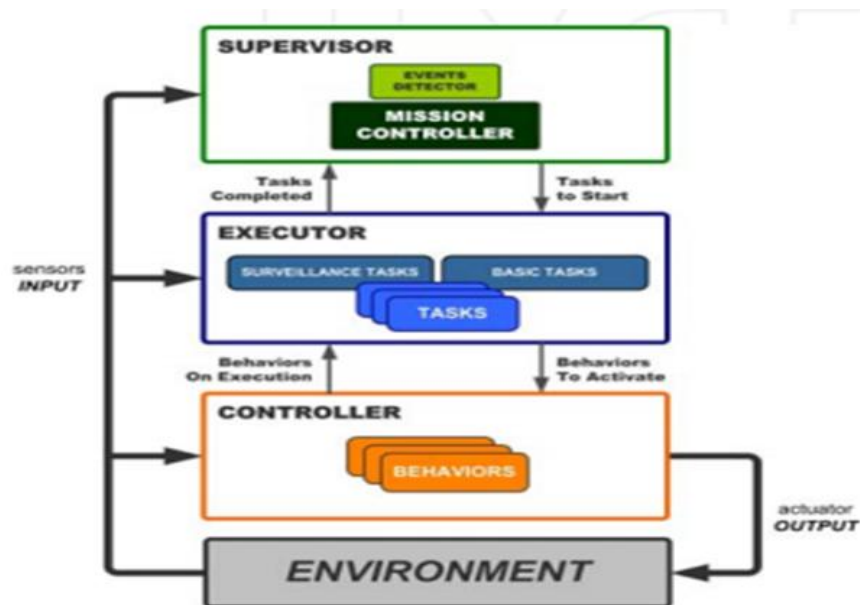 SUPERVISOR
EVENTS
DETECTOR
MISSION
CONTROLLER
Tasks
Completed
Tasks
to Start
EXECUTOR
SURVEILLANCE TASKS
BASIC TASKS
TASKS
sensors
INPUT
Behaviors
On Execution
Behaviors
To Activate
CONTROLLER
BEHAVIORS
actuator
OUTPUT
ENVIRONMENT